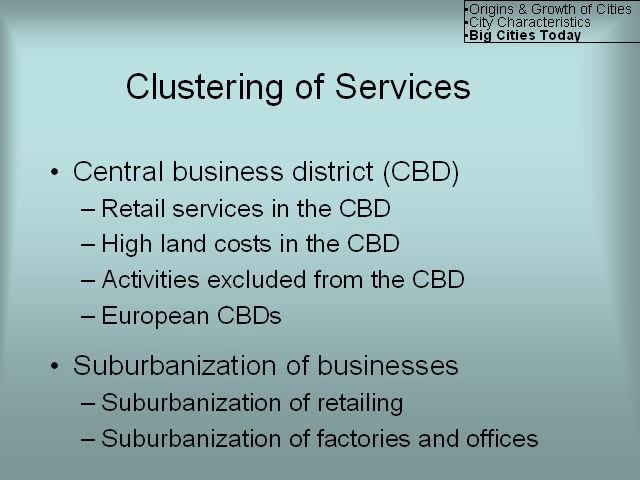 •Origins & Growth of Cities
•City Characteristics
•Big Cities Today
Clustering of Services
• Central business district (CBD)
– Retail services in the CBD
– High land costs in the CBD
– Activities excluded from the CBD
– European CBDs
• Suburbanization of businesses
– Suburbanization of retailing
– Suburbanization of factories and offices